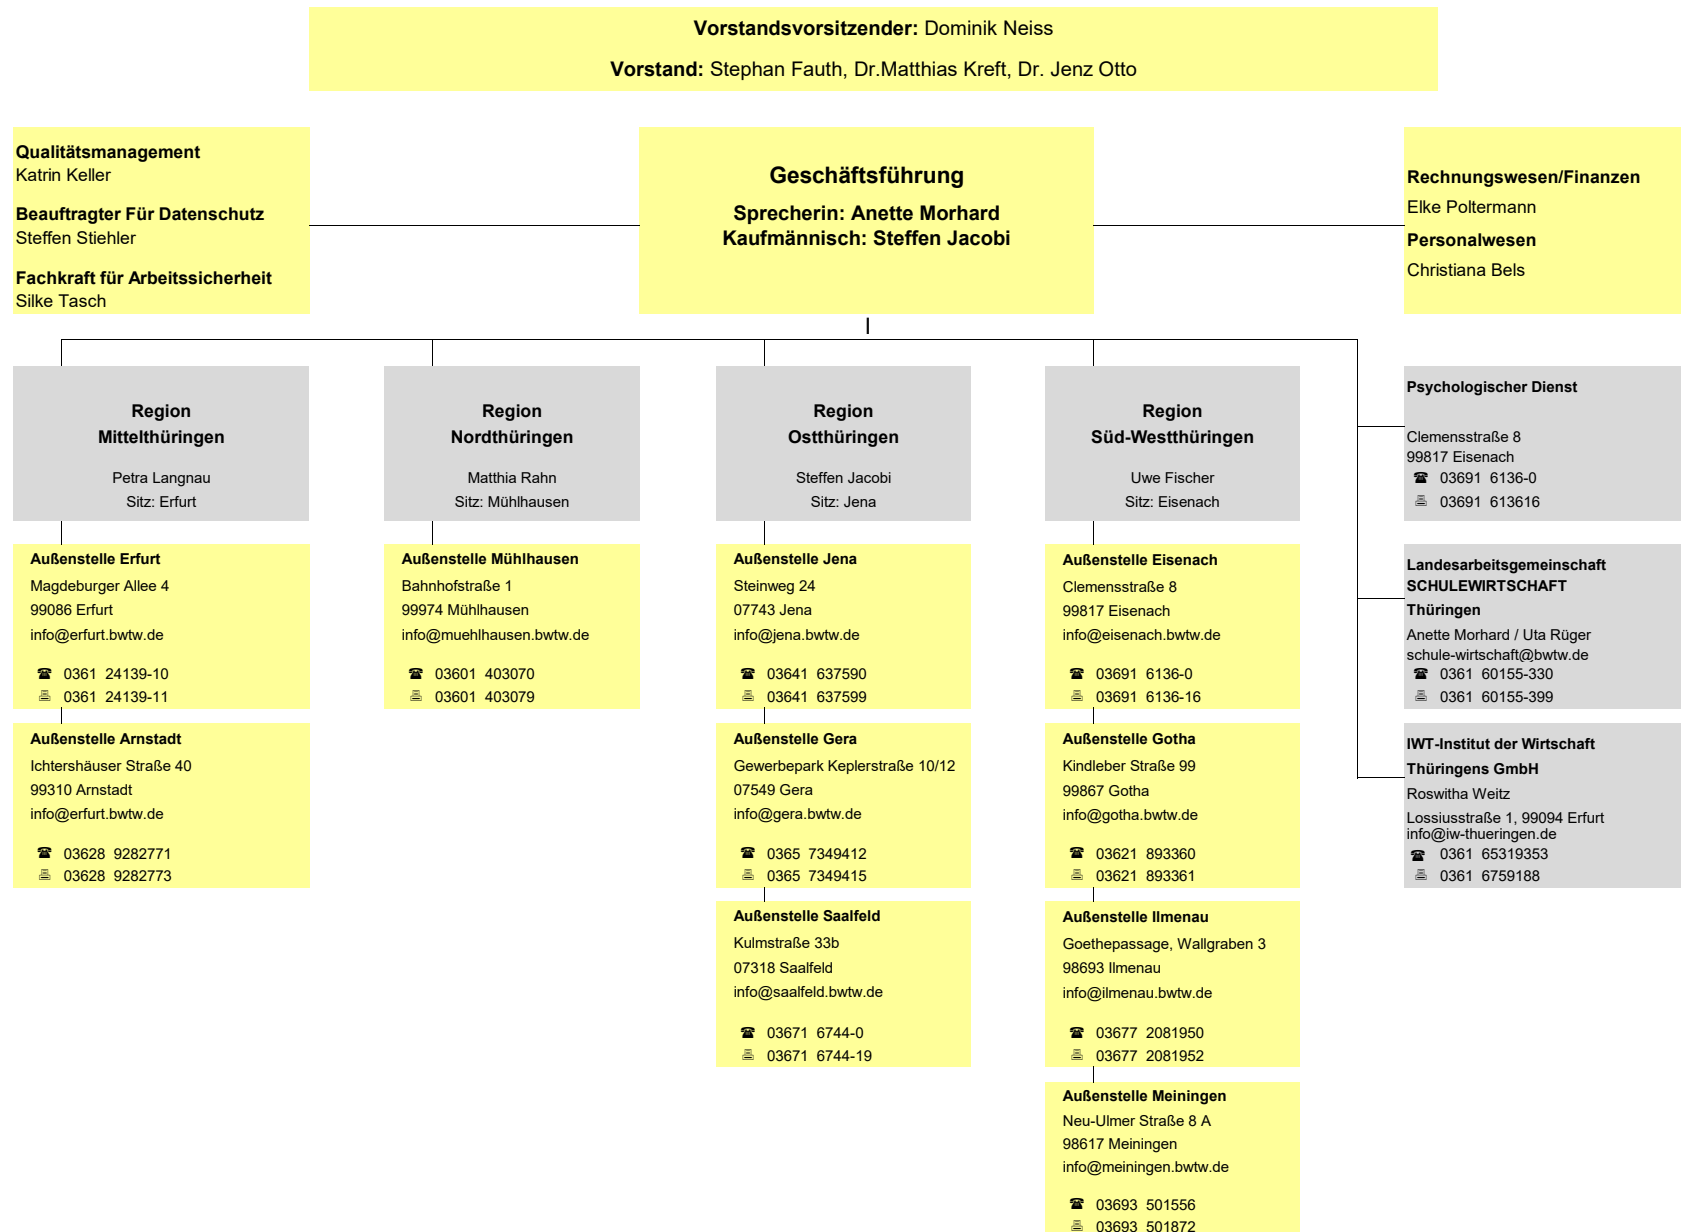 Vorstandsvorsitzender: Dominik Neiss
Vorstand: Stephan Fauth, Dr.Matthias Kreft, Dr. Jenz Otto
Qualitätsmanagement
Katrin Keller
Beauftragter Für Datenschutz
Steffen Stiehler
Fachkraft für Arbeitssicherheit
Silke Tasch
Geschäftsführung
Sprecherin: Anette Morhard
Kaufmännisch: Steffen Jacobi
Rechnungswesen/Finanzen
Elke Poltermann
Personalwesen
Christiana Bels
Region
Mittelthüringen
Petra Langnau
Sitz: Erfurt
Außenstelle Erfurt
Magdeburger Allee 4
99086 Erfurt
info@erfurt.bwtw.de
☎ 0361 24139-10
🖷 0361 24139-11
Außenstelle Arnstadt
Ichtershäuser Straße 40
99310 Arnstadt
info@erfurt.bwtw.de
☎ 03628 9282771
🖷 03628 9282773
Region
Nordthüringen
Matthia Rahn
Sitz: Mühlhausen
Außenstelle Mühlhausen
Bahnhofstraße 1
99974 Mühlhausen
info@muehlhausen.bwtw.de
☎ 03601 403070
🖷 03601 403079
Region
Ostthüringen
Steffen Jacobi
Sitz: Jena
Außenstelle Jena
Steinweg 24
07743 Jena
info@jena.bwtw.de
☎ 03641 637590
🖷 03641 637599
Außenstelle Gera
Gewerbepark Keplerstraße 10/12
07549 Gera
info@gera.bwtw.de
☎ 0365 7349412
🖷 0365 7349415
Außenstelle Saalfeld
Kulmstraße 33b
07318 Saalfeld
info@saalfeld.bwtw.de
☎ 03671 6744-0
🖷 03671 6744-19
Region
Süd-Westthüringen
Uwe Fischer
Sitz: Eisenach
Außenstelle Eisenach
Clemensstraße 8
99817 Eisenach
info@eisenach.bwtw.de
☎ 03691 6136-0
🖷 03691 6136-16
Außenstelle Gotha
Kindleber Straße 99
99867 Gotha
info@gotha.bwtw.de
☎ 03621 893360
🖷 03621 893361
Außenstelle Ilmenau
Goethepassage, Wallgraben 3
98693 Ilmenau
info@ilmenau.bwtw.de
☎ 03677 2081950
🖷 03677 2081952
Außenstelle Meiningen
Neu-Ulmer Straße 8 A
98617 Meiningen
info@meiningen.bwtw.de
☎ 03693 501556
🖷 03693 501872
Psychologischer Dienst
Clemensstraße 8
99817 Eisenach
☎ 03691 6136-0
🖷 03691 613616
Landesarbeitsgemeinschaft
SCHULEWIRTSCHAFT
Thüringen
Anette Morhard / Uta Rüger
schule-wirtschaft@bwtw.de
☎ 0361 60155-330
🖷 0361 60155-399
IWT-Institut der Wirtschaft
Thüringens GmbH
Roswitha Weitz
Lossiusstraße 1, 99094 Erfurt
info@iw-thueringen.de
☎ 0361 65319353
🖷 0361 6759188